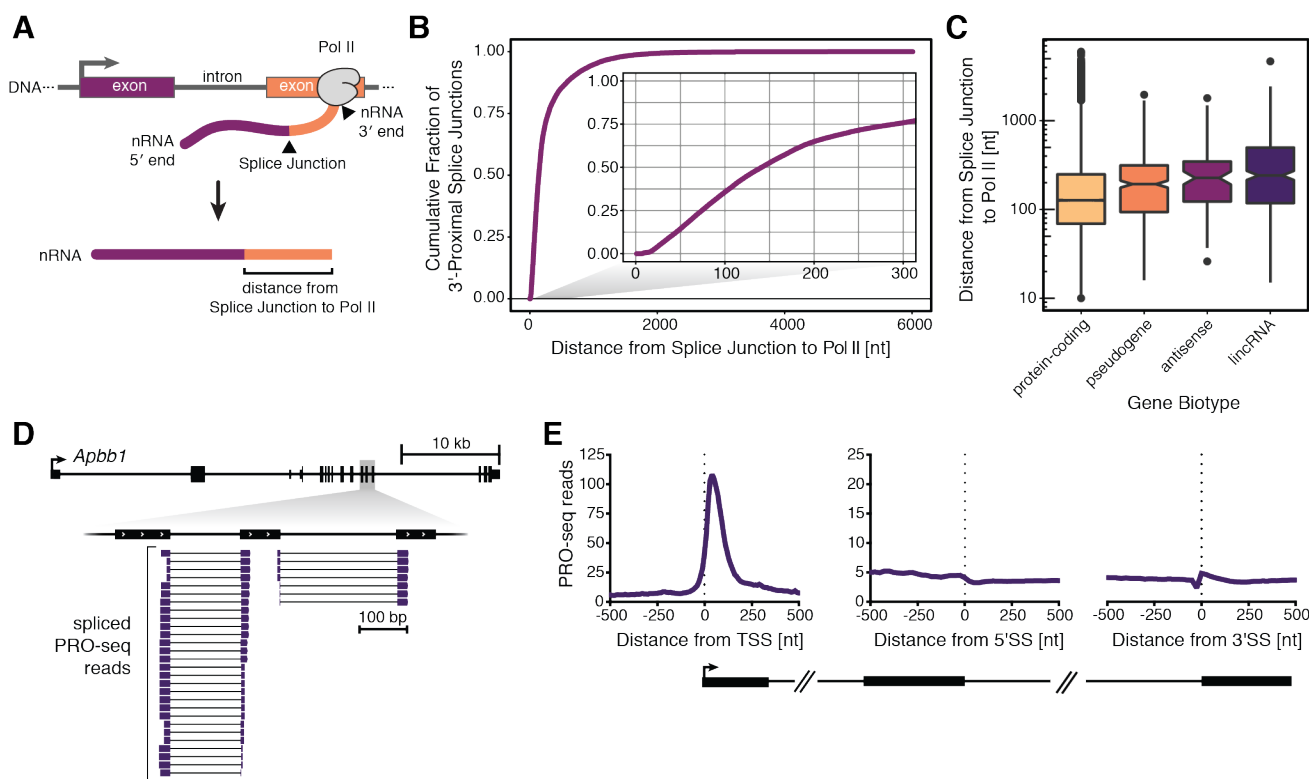 A
Pol II
DNA
exon
intron
exon
nRNA
3′ end
nRNA
5′ end
Splice Junction
nRNA
distance from
Splice Junction to Pol II
B
Cumulative Fraction of
3'-Proximal Splice Junctions
1.00
0.75
0.50
0.25
0.00
1.00
0.75
0.50
0.25
0.00
0 100 200 300
0 2000 4000 6000
Distance from Splice Junction to Pol II [nt]
C
Distance from Splice Junction
to Pol II [nt]
1000
100
10
protein-coding
pseudogene
antisense
lincRNA
Gene Biotype
D
Apbb1
10 kb
100 bp
spliced
PRO-seq
reads
E
PRO-seq reads
125
100
75
50
25
0
-500 -250 0 250 500
Distance from TSS [nt]
25
20
15
10
5
0
-500 -250 0 250 500
Distance from 5'SS [nt]
-500 -250 0 250 500
Distance from 3'SS [nt]